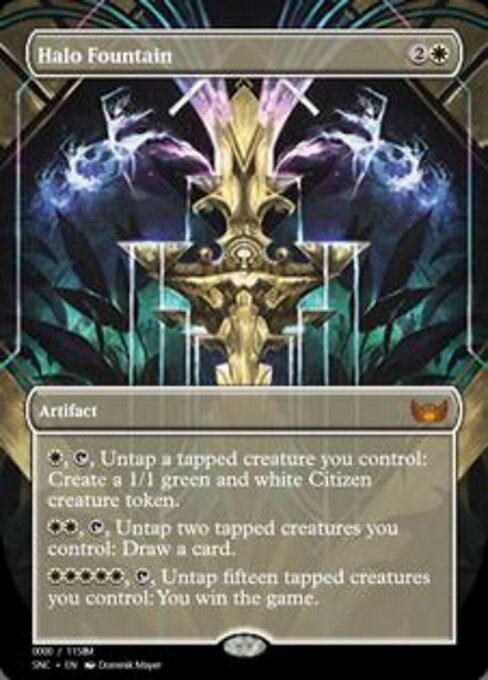 Halo Fountain 2
Artifact
, , Untap a tapped creature you control:
Create a 1/1 green and white Citizen
creature token.
, , Untap two tapped creatures you
control: Draw a card.
, , Untap fifteen tapped creatures
you control: You win the game.
SNC • EN Dominik Mayer